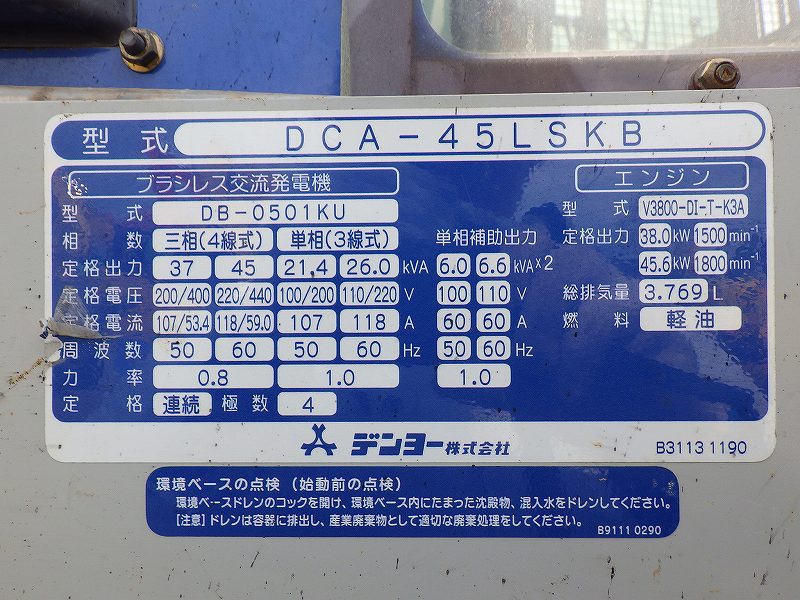 型式 DCA-45LSKB
ブラシレス交流発電機 エンジン
型式 DB-0501KU 型式 V3800-DI-T-K3A
相数 三相(4線式) 単相(3線式) 単相補助出力 定格出力 38.0 kW 1500 min⁻¹
定格出力 37 45 21.4 26.0 kVA 6.0 6.6 kVA×2 45.6 kW 1800 min⁻¹
定格電圧 200/400 220/440 100/200 110/220 V 100 110 V 総排気量 3.769 L
定格電流 107/53.4 118/59.0 107 118 A 60 60 A 燃料 軽油
周波数 50 60 50 60 Hz 50 60 Hz
力率 0.8 1.0 1.0
定格 連続 極数 4
デンヨー株式会社 B3113 1190
環境ベースの点検（始動前の点検）
環境ベースドレンのコックを開け、環境ベース内にたまった沈殿物、混入水をドレンしてください。
［注意］ドレンは容器に排出し、産業廃棄物として適切な廃棄処理をしてください。
B9111 0290